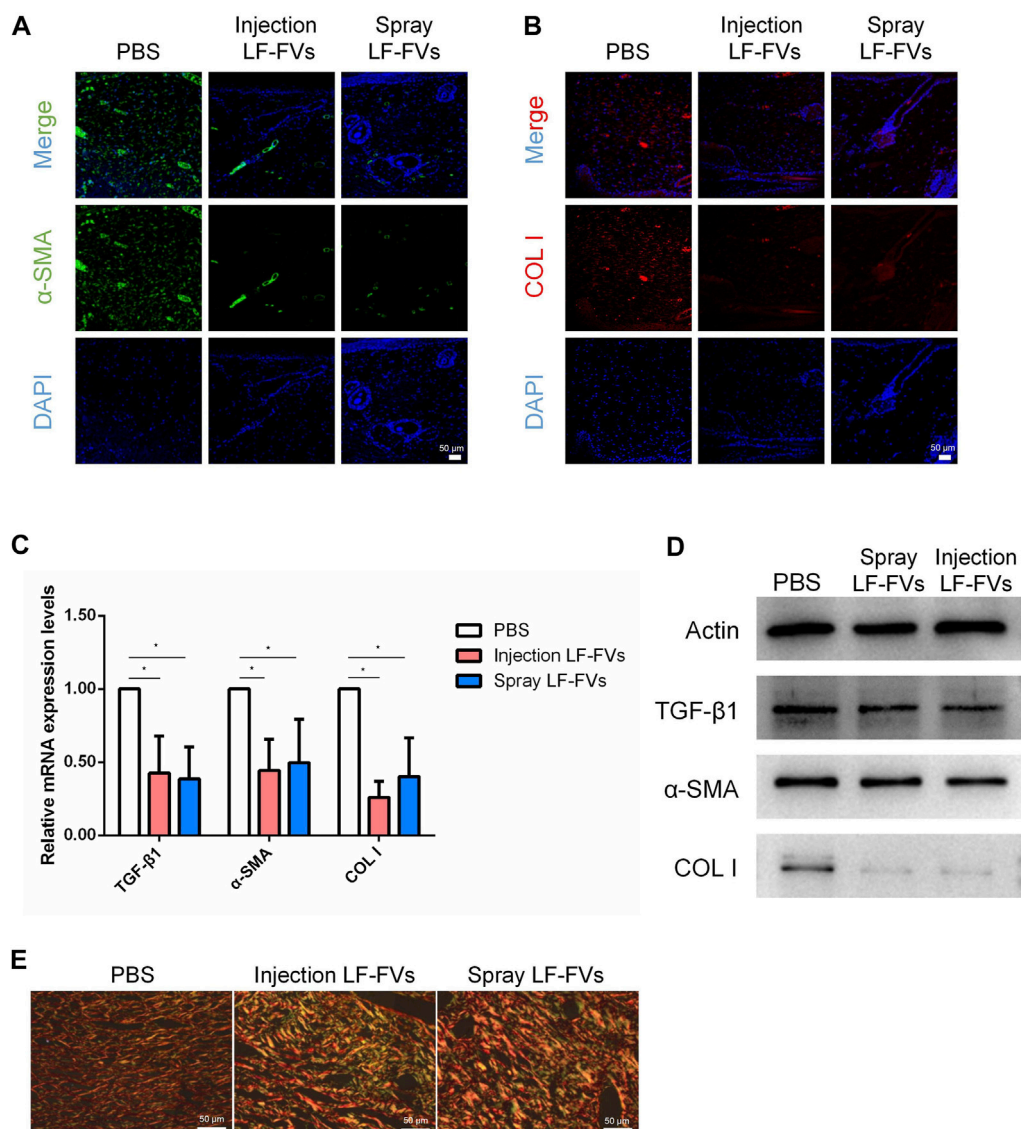 A
PBS
Injection
LF-FVs
Spray
LF-FVs
Merge
α-SMA
DAPI
50 μm
B
PBS
Injection
LF-FVs
Spray
LF-FVs
Merge
COL I
DAPI
50 μm
C
Relative mRNA expression levels
1.50
1.00
0.50
0.00
* * * * * *
TGF-β1
α-SMA
COL I
PBS
Injection LF-FVs
Spray LF-FVs
D
PBS
Spray
LF-FVs
Injection
LF-FVs
Actin
TGF-β1
α-SMA
COL I
E
PBS
Injection LF-FVs
Spray LF-FVs
50 μm
50 μm
50 μm